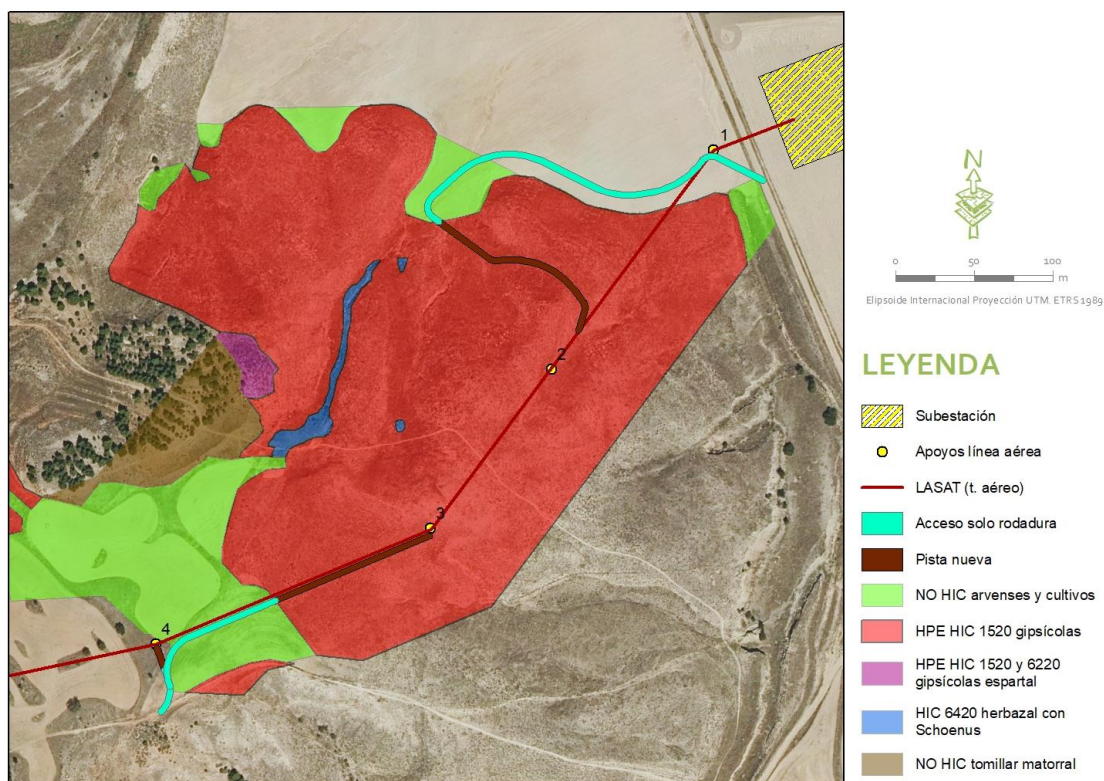 1
2
3
4
N
0 50 100
m
Elipsoide Internacional Proyección UTM. ETRS 1989
LEYENDA
Subestación
Apoyos línea aérea
LASAT (t. aéreo)
Acceso solo rodadura
Pista nueva
NO HIC arvenses y cultivos
HPE HIC 1520 gipsícolas
HPE HIC 1520 y 6220
gipsícolas espartal
HIC 6420 herbazal con
Schoenus
NO HIC tomillar matorral